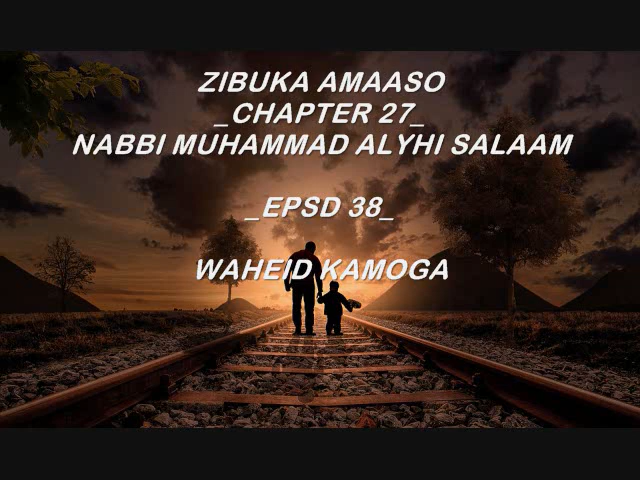 ZIBUKA AMAASO
_CHAPTER 27_
NABBI MUHAMMAD ALYHI SALAAM
_EPSD 38_
WAHEID KAMOGA